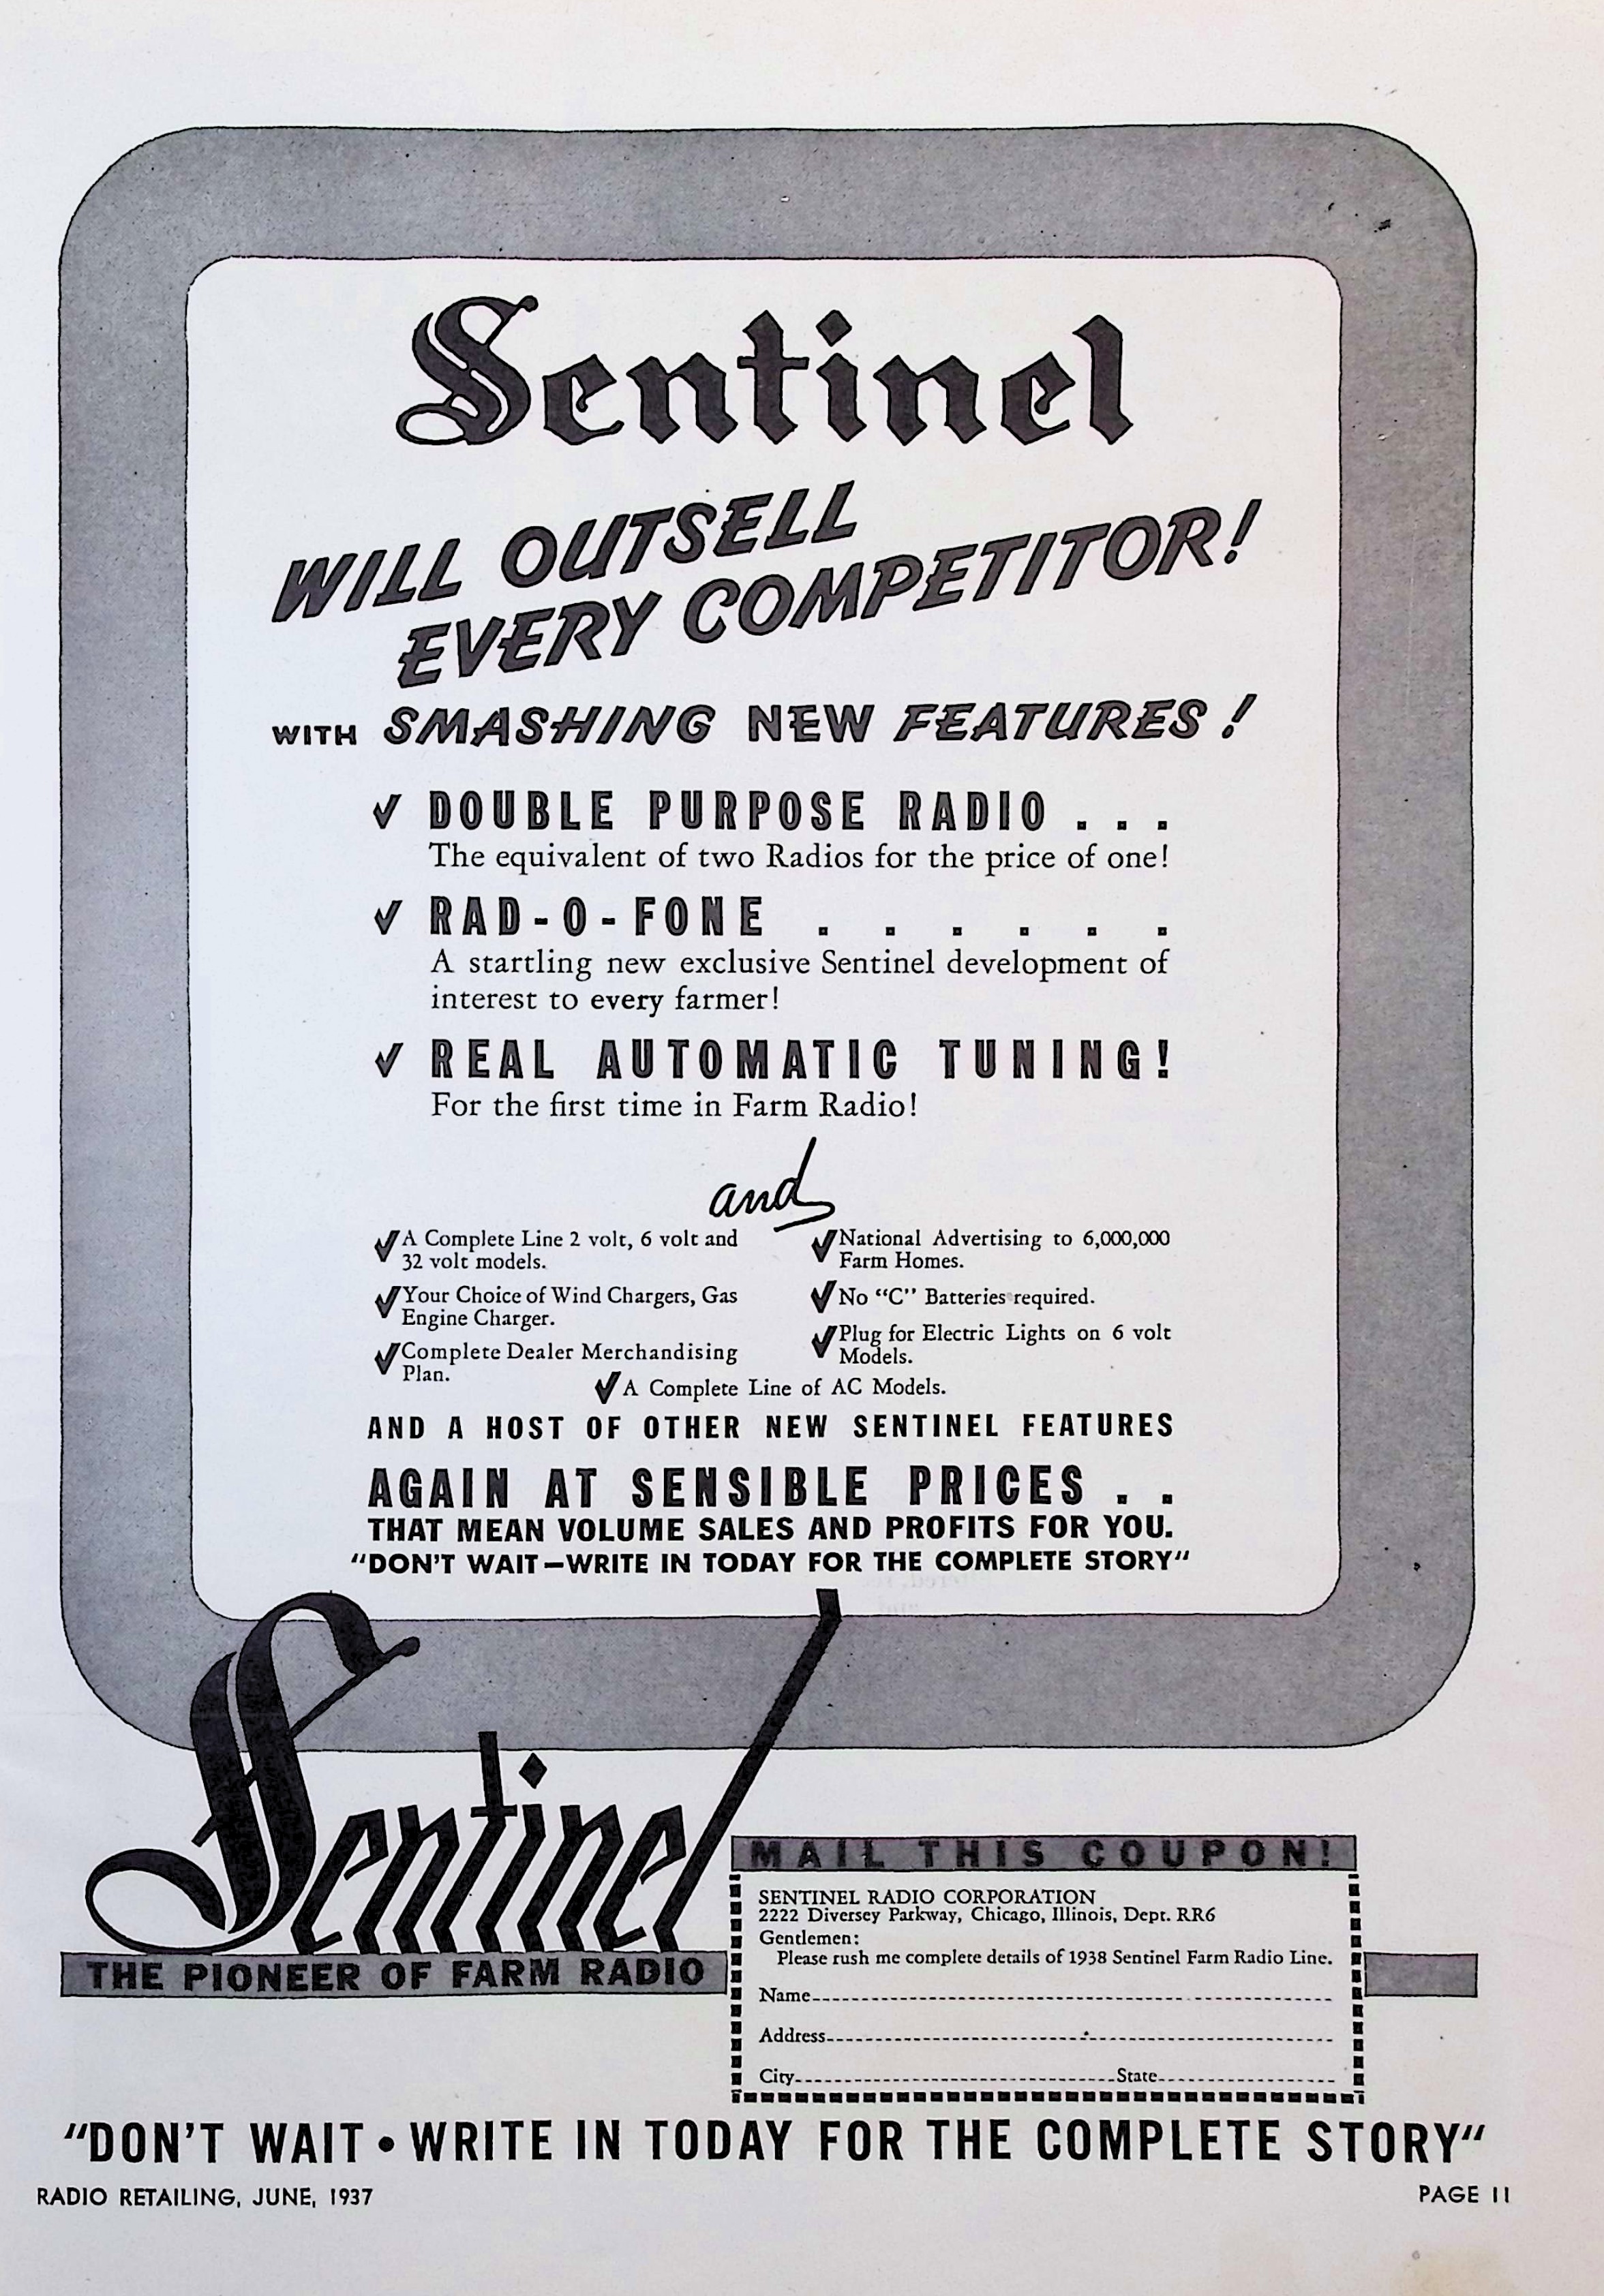 Sentinel
WILL OUTSELL
EVERY COMPETITOR!
WITH SMASHING NEW FEATURES!
✓ DOUBLE PURPOSE RADIO . . .
The equivalent of two Radios for the price of one!
✓ RAD-O-FONE . . . . . .
A startling new exclusive Sentinel development of
interest to every farmer!
✓ REAL AUTOMATIC TUNING!
For the first time in Farm Radio!
and
✓ A Complete Line 2 volt, 6 volt and
32 volt models.
✓ Your Choice of Wind Chargers, Gas
Engine Charger.
✓ Complete Dealer Merchandising
Plan.
✓ National Advertising to 6,000,000
Farm Homes.
✓ No “C” Batteries required.
✓ Plug for Electric Lights on 6 volt
Models.
✓ A Complete Line of AC Models.
AND A HOST OF OTHER NEW SENTINEL FEATURES
AGAIN AT SENSIBLE PRICES . .
THAT MEAN VOLUME SALES AND PROFITS FOR YOU.
"DON'T WAIT—WRITE IN TODAY FOR THE COMPLETE STORY"
Sentinel
THE PIONEER OF FARM RADIO
MAIL THIS COUPON!
SENTINEL RADIO CORPORATION
2222 Diversey Parkway, Chicago, Illinois, Dept. RR6
Gentlemen:
Please rush me complete details of 1938 Sentinel Farm Radio Line.
Name
Address
City State
"DON'T WAIT • WRITE IN TODAY FOR THE COMPLETE STORY"
RADIO RETAILING, JUNE, 1937
PAGE 11